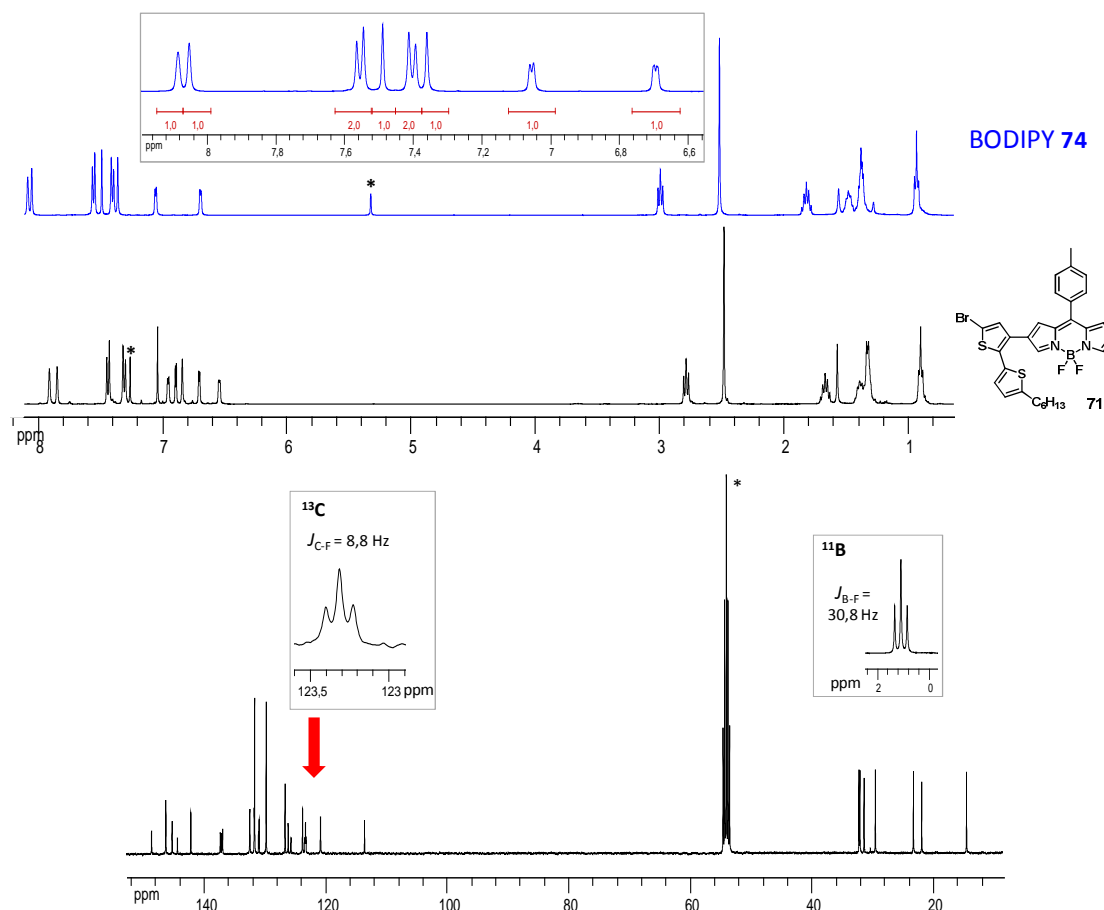 1,0 1,0 2,0 1,0 2,0 1,0 1,0 1,0
ppm 8 7,8 7,6 7,4 7,2 7 6,8 6,6
BODIPY 74
*
*
ppm 8 7 6 5 4 3 2 1
Br
S
S
N
N
B
F
F
C6H13
71
13C
JC-F = 8,8 Hz
123,5 123 ppm
*
11B
JB-F =
30,8 Hz
ppm 2 0
ppm 140 120 100 80 60 40 20